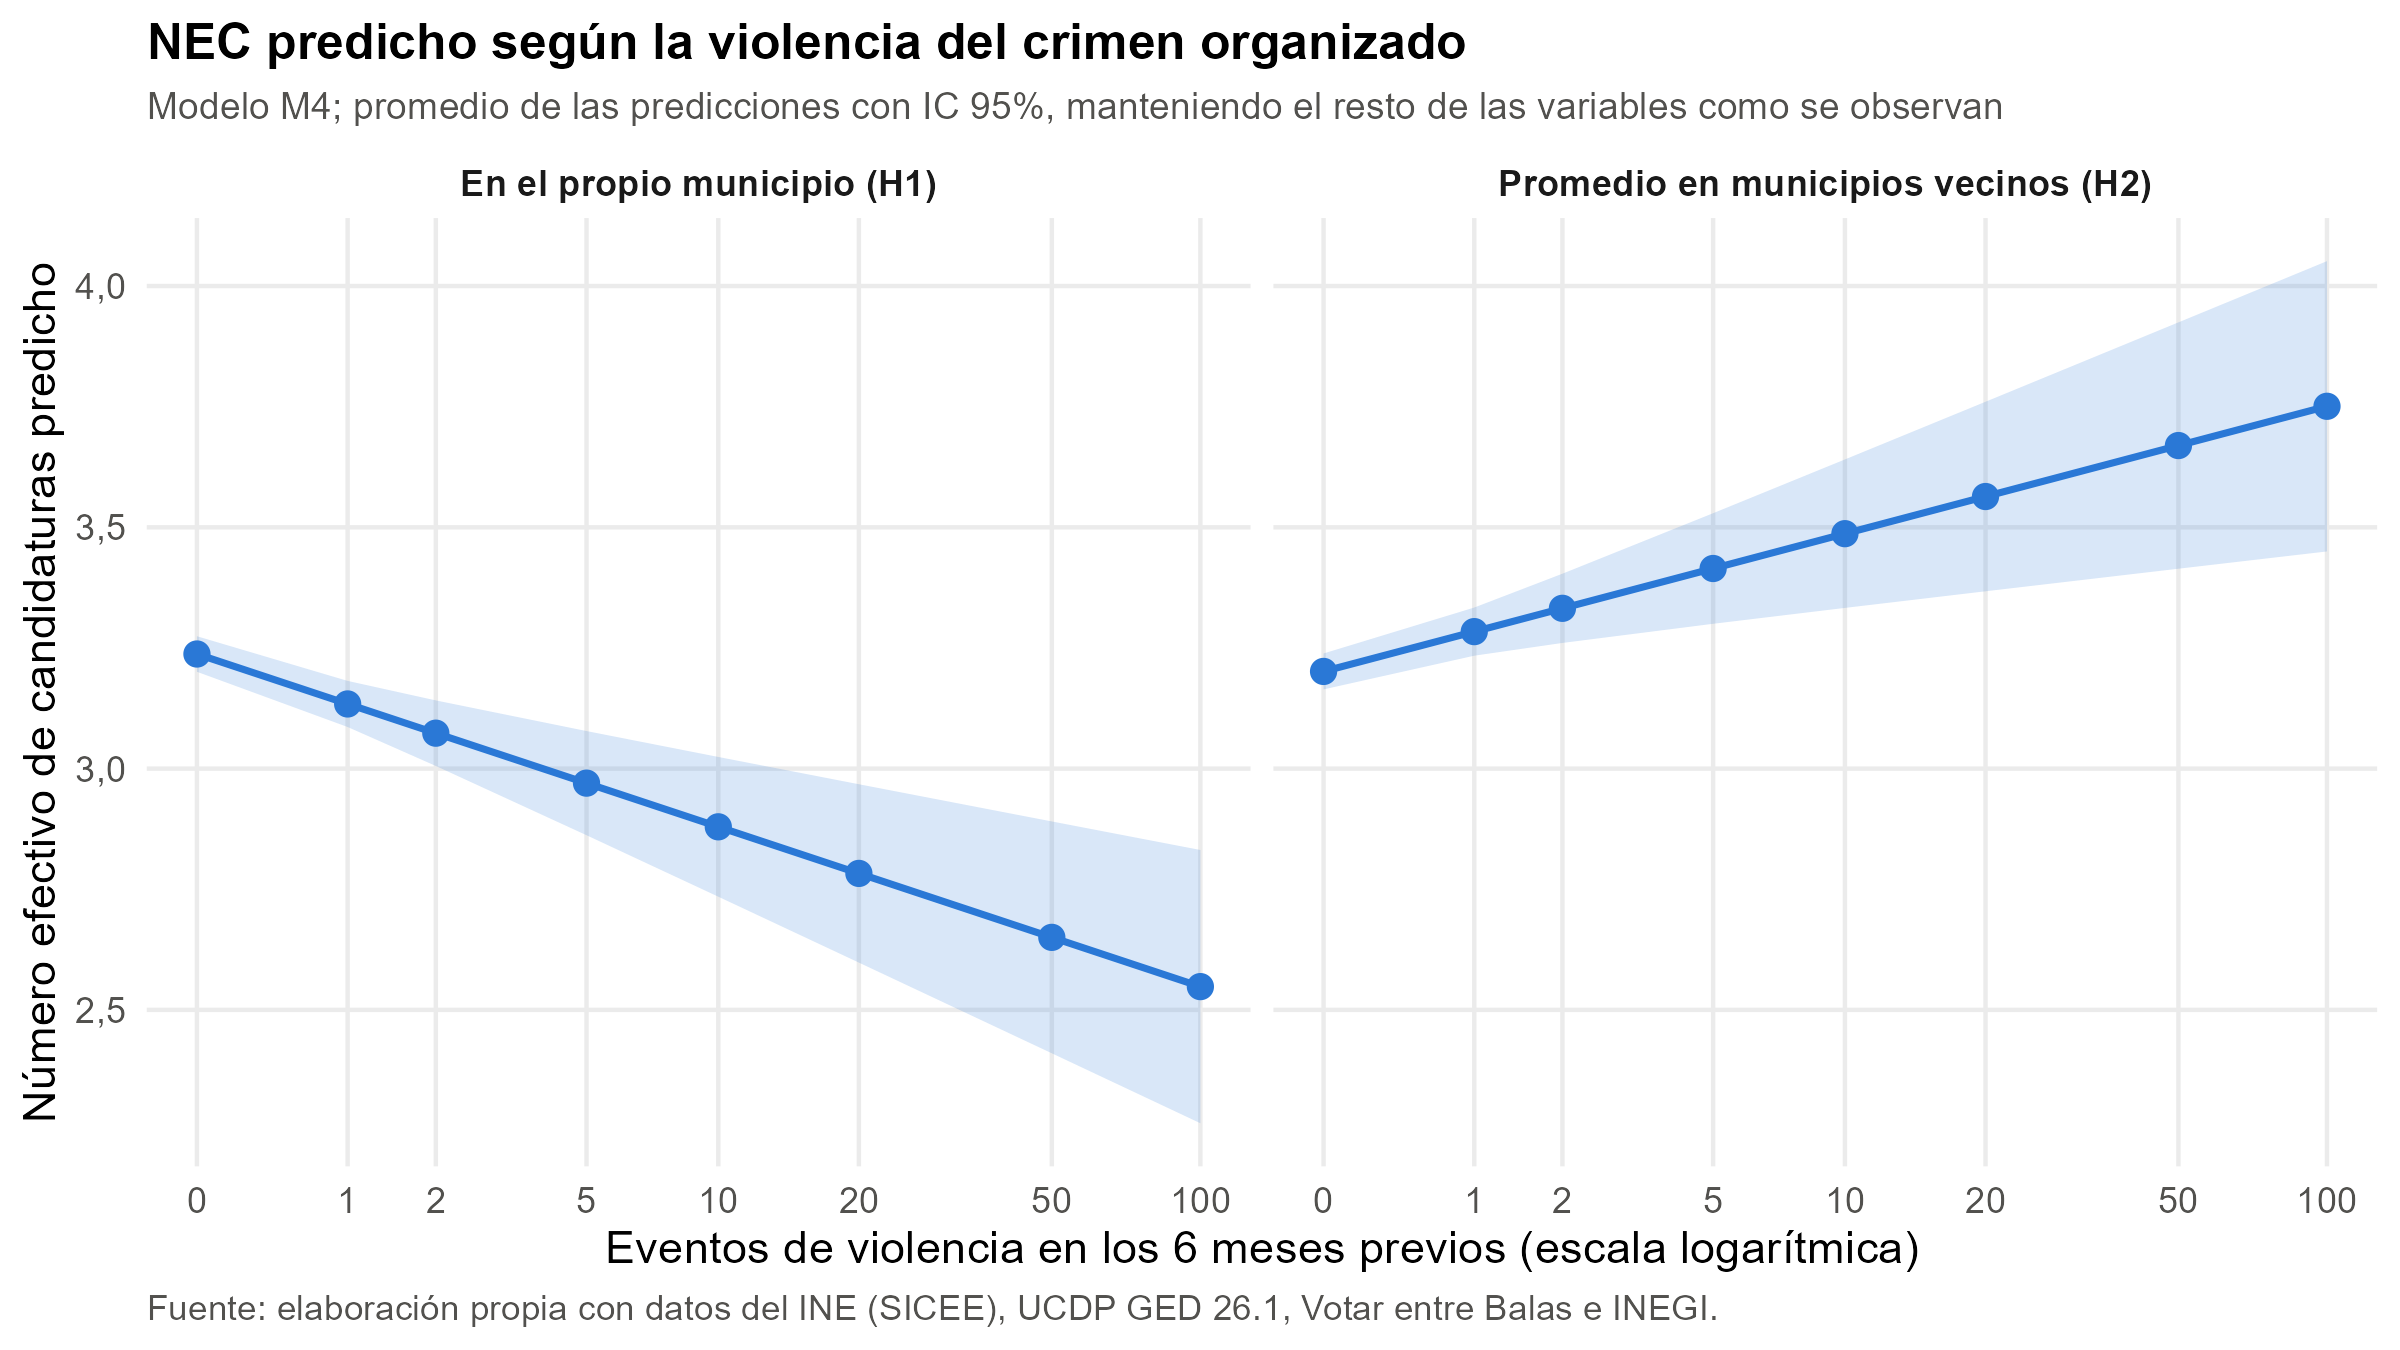 NEC predicho según la violencia del crimen organizado
Modelo M4; promedio de las predicciones con IC 95%, manteniendo el resto de las variables como se observan
En el propio municipio (H1)
Promedio en municipios vecinos (H2)
Número efectivo de candidaturas predicho
4,0
3,5
3,0
2,5
0 1 2 5 10 20 50 100
0 1 2 5 10 20 50 100
Eventos de violencia en los 6 meses previos (escala logarítmica)
Fuente: elaboración propia con datos del INE (SICEE), UCDP GED 26.1, Votar entre Balas e INEGI.